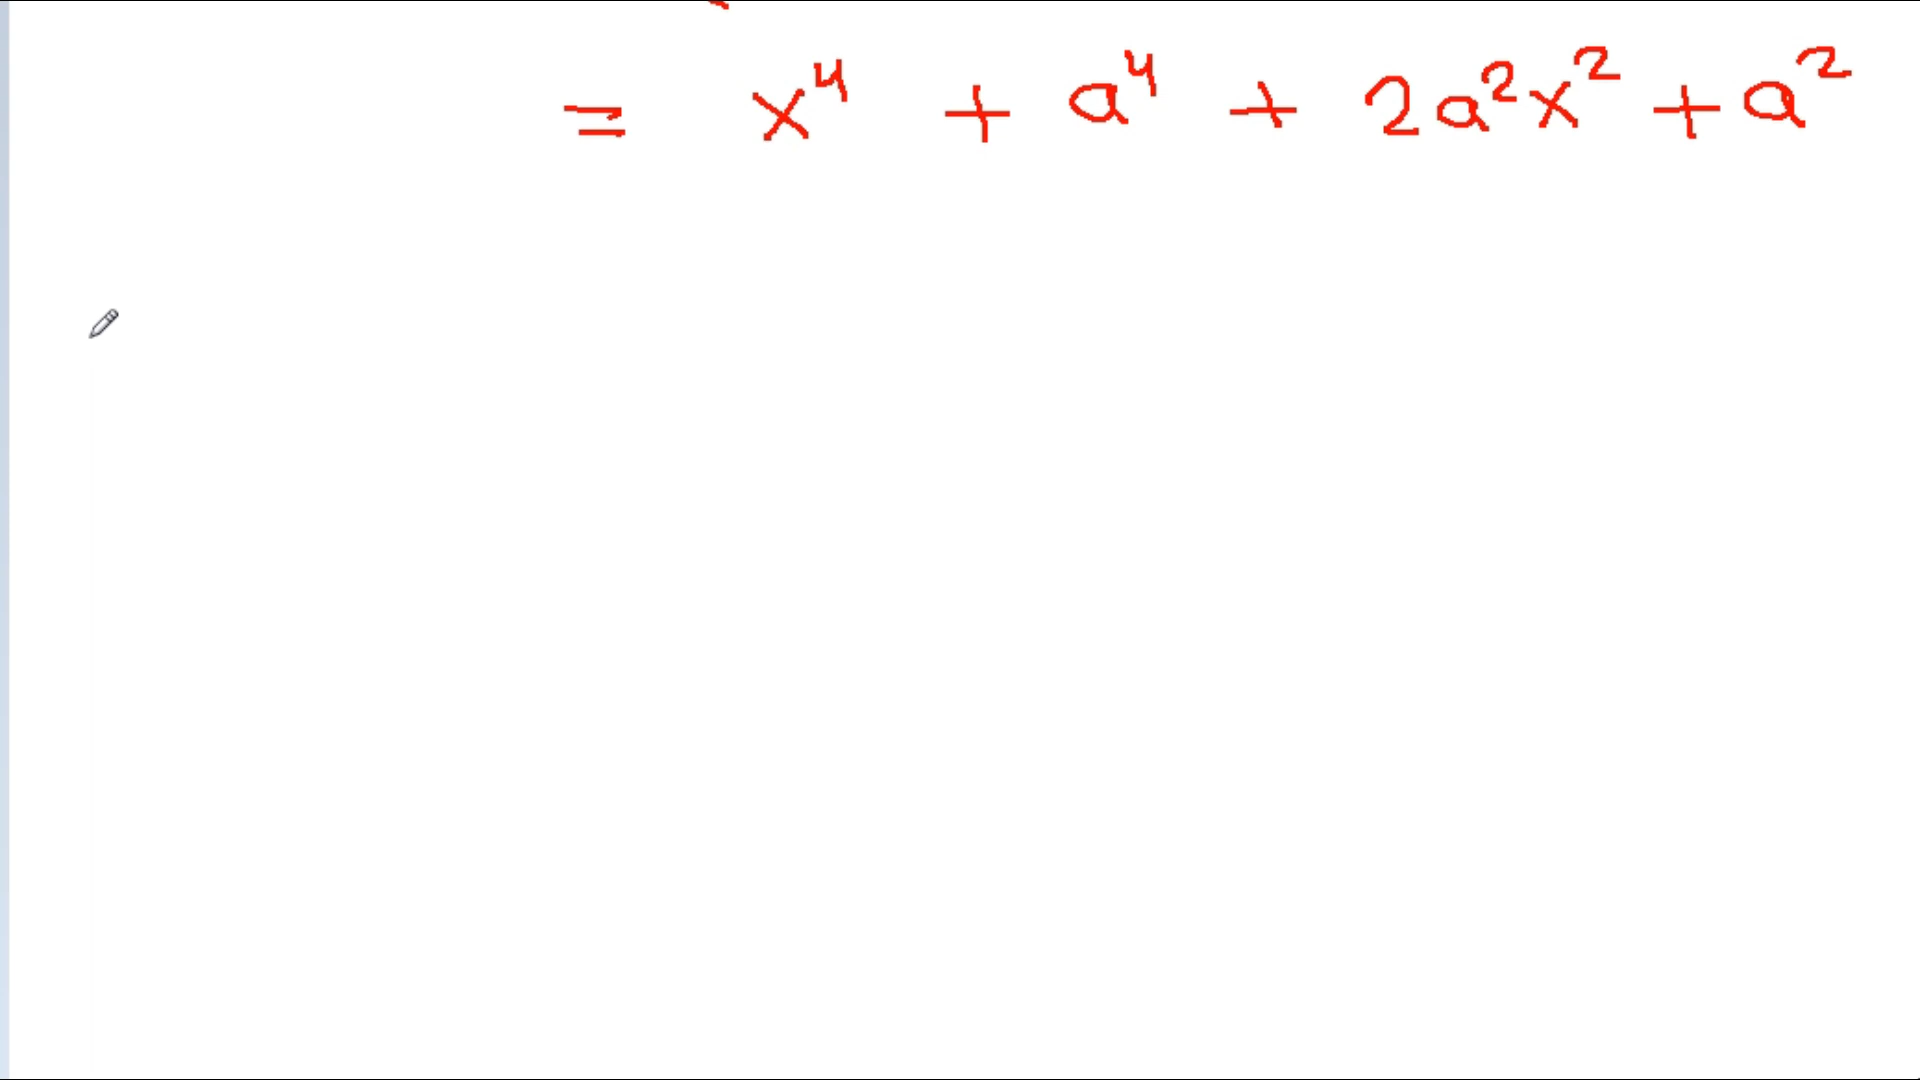 = x⁴ + a⁴ + 2a²x² + a²